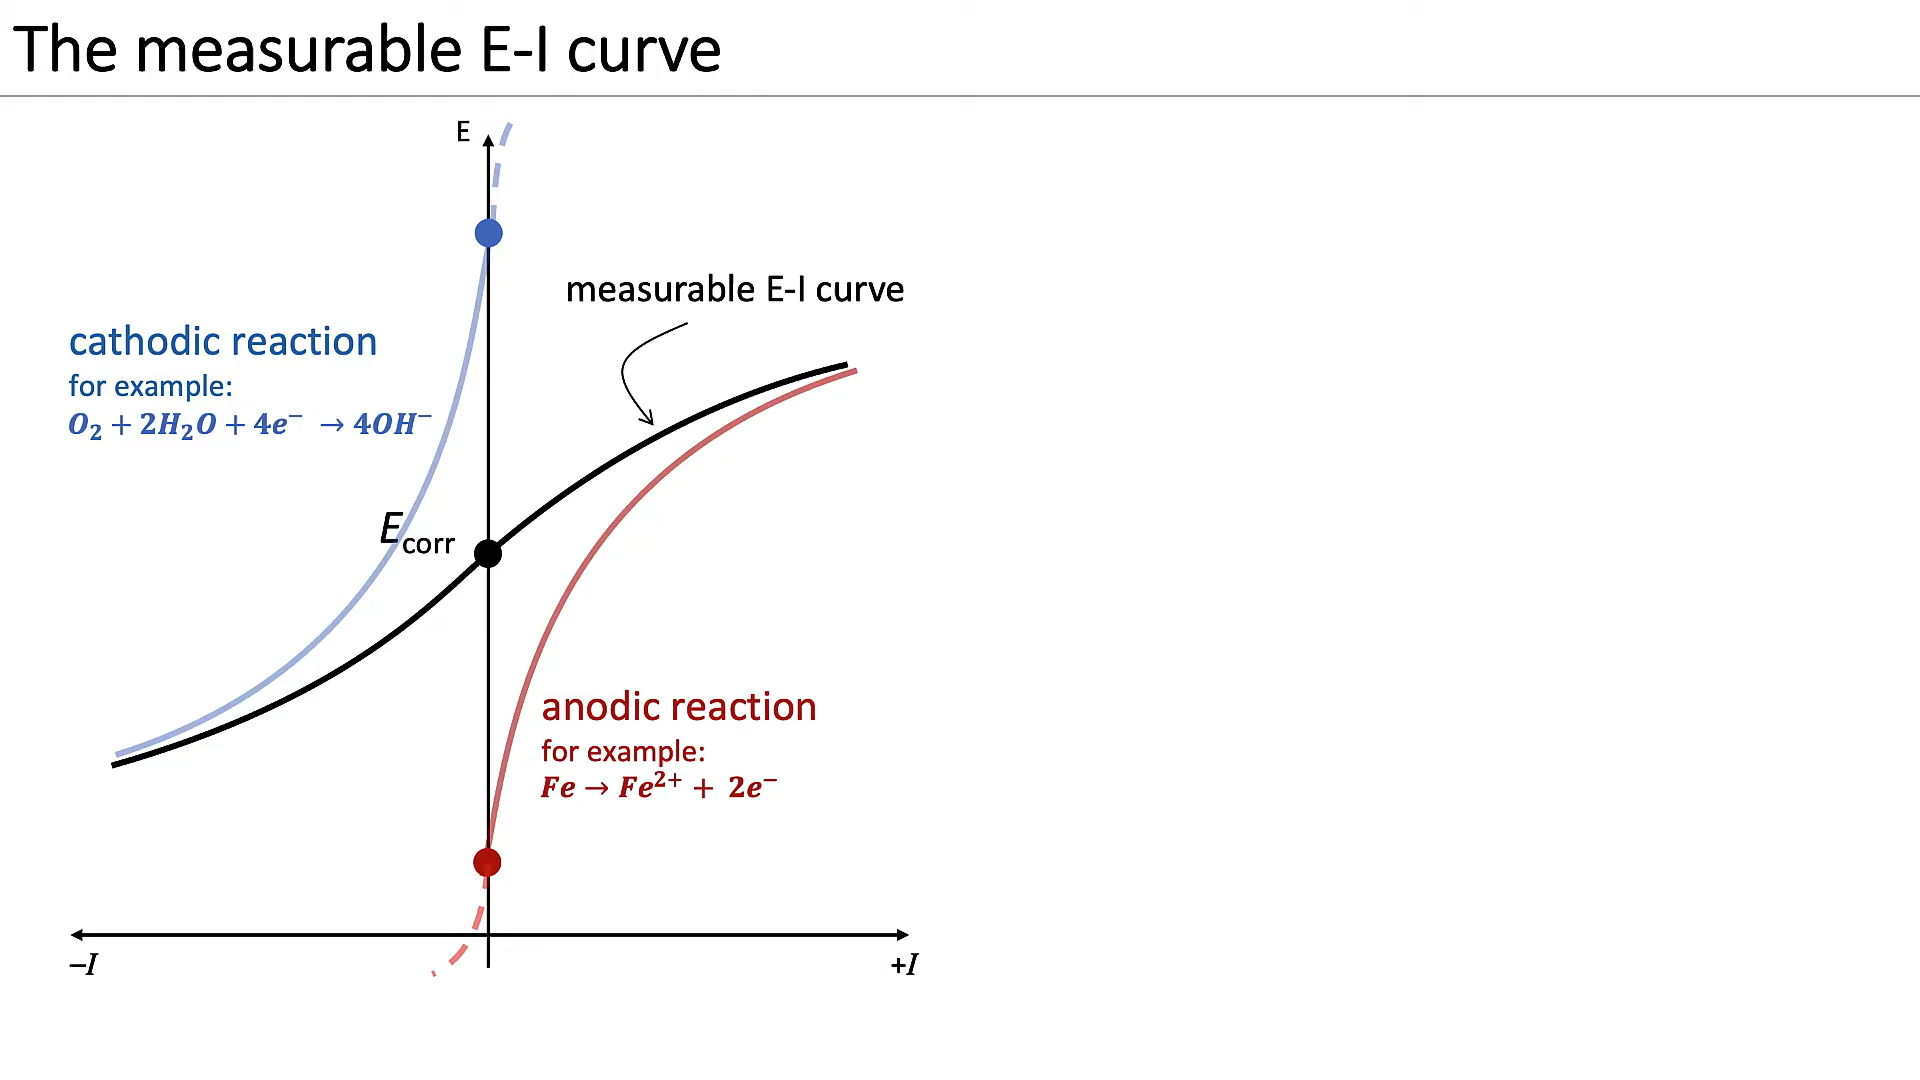 The measurable E-I curve
E
measurable E-I curve
cathodic reaction
for example:
O₂ + 2H₂O + 4e⁻ → 4OH⁻
E_corr
anodic reaction
for example:
Fe → Fe²⁺ + 2e⁻
–I
+I